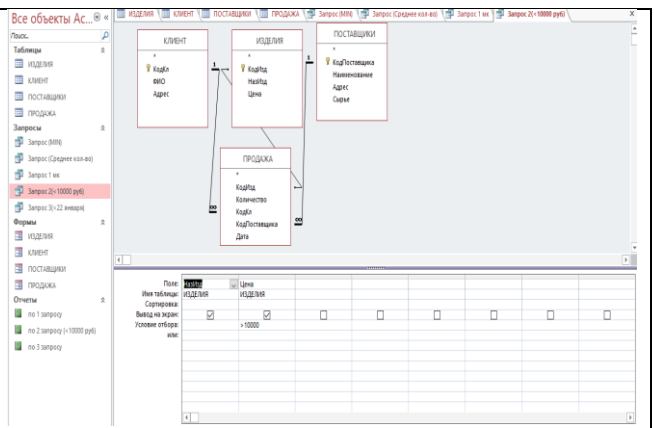 Все объекты Ac...
Поиск...
Таблицы
ИЗДЕЛИЯ
КЛИЕНТ
ПОСТАВЩИКИ
ПРОДАЖА
Запросы
Запрос (MIN)
Запрос (Среднее кол-во)
Запрос 1 мк
Запрос 2(<10000 руб)
Запрос 3(<22 января)
Формы
ИЗДЕЛИЯ
КЛИЕНТ
ПОСТАВЩИКИ
ПРОДАЖА
Отчеты
по 1 запросу
по 2 запросу (<10000 руб)
по 3 запросу
ИЗДЕЛИЯ КЛИЕНТ ПОСТАВЩИКИ ПРОДАЖА Запрос (MIN) Запрос (Среднее кол-во) Запрос 1 мк Запрос 2(<10000 руб)
КЛИЕНТ
*
КодКл
ФИО
Адрес
ИЗДЕЛИЯ
*
КодИзд
НазИзд
Цена
ПОСТАВЩИКИ
*
КодПоставщика
Наименование
Адрес
Сырье
1
1
ПРОДАЖА
*
КодИзд
Количество
КодКл
КодПоставщика
Дата
∞
∞
Поле: НазИзд Цена
Имя таблицы: ИЗДЕЛИЯ ИЗДЕЛИЯ
Сортировка:
Вывод на экран:
Условие отбора: >10000
или: